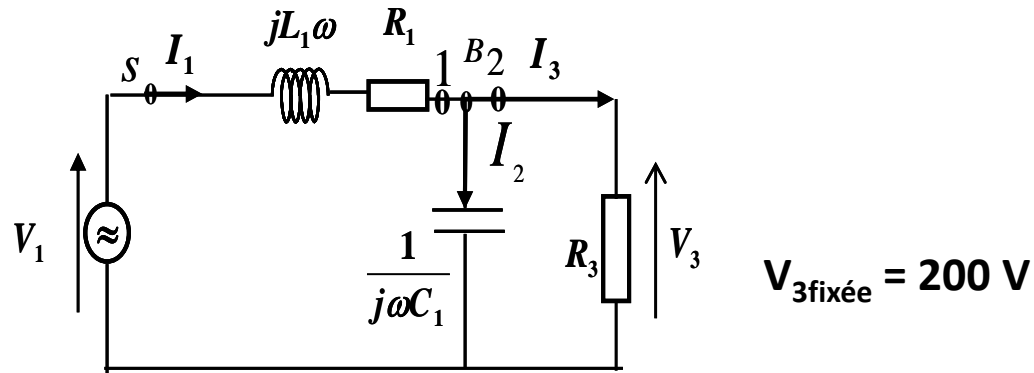 jL₁ω R₁
S I₁ 1 B 2 I₃
I₂
V₁ ≈ 1/jωC₁ R₃ V₃
V₃fixée = 200 V